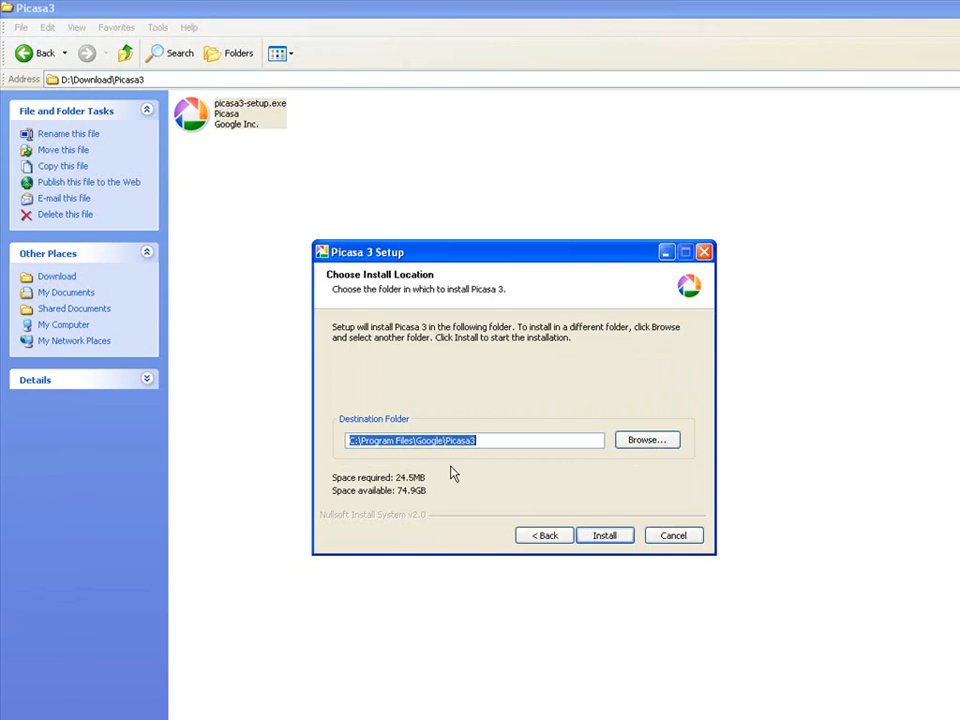 Picasa3
File Edit View Favorites Tools Help
Back Search Folders
Address D:\Download\Picasa3
File and Folder Tasks
Rename this file
Move this file
Copy this file
Publish this file to the Web
E-mail this file
Delete this file
Other Places
Download
My Documents
Shared Documents
My Computer
My Network Places
Details
picasa3-setup.exe
Picasa
Google Inc.
Picasa 3 Setup
Choose Install Location
Choose the folder in which to install Picasa 3.
Setup will install Picasa 3 in the following folder. To install in a different folder, click Browse
and select another folder. Click Install to start the installation.
Destination Folder
C:\Program Files\Google\Picasa3
Browse...
Space required: 24.5MB
Space available: 74.9GB
Nullsoft Install System v2.0
< Back Install Cancel